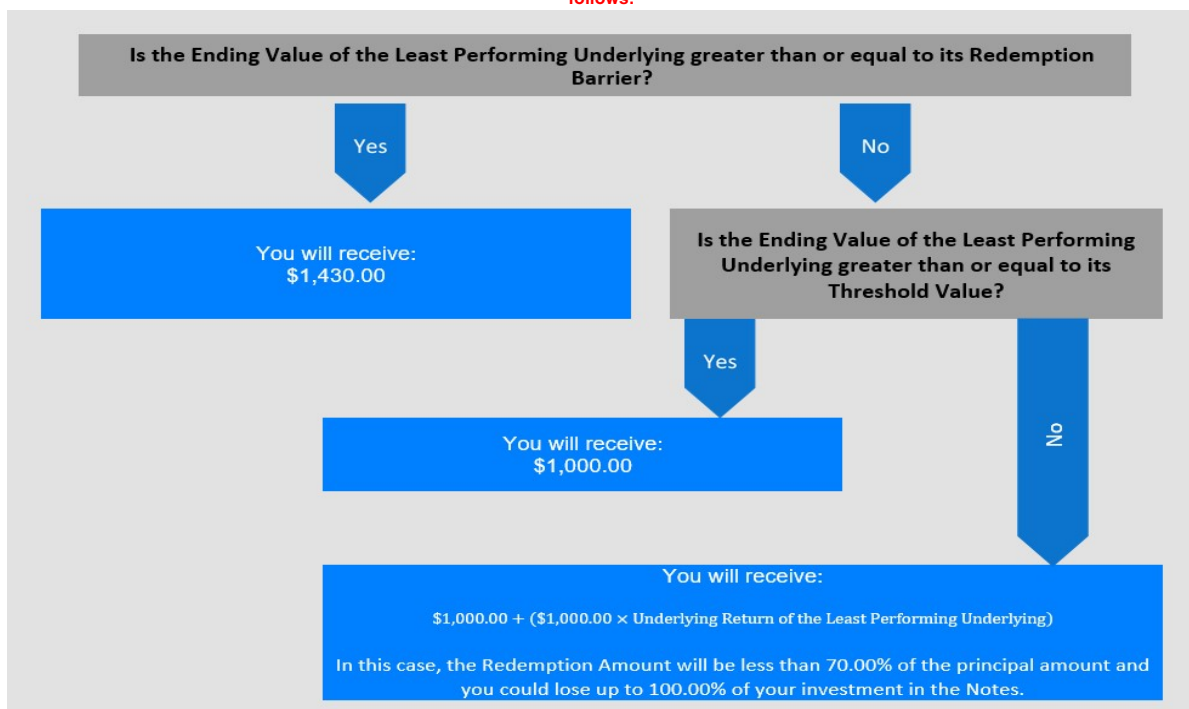 follows:
Is the Ending Value of the Least Performing Underlying greater than or equal to its Redemption
Barrier?
Yes
No
You will receive:
$1,430.00
Is the Ending Value of the Least Performing
Underlying greater than or equal to its
Threshold Value?
Yes
No
You will receive:
$1,000.00
You will receive:
$1,000.00 + ($1,000.00 × Underlying Return of the Least Performing Underlying)
In this case, the Redemption Amount will be less than 70.00% of the principal amount and
you could lose up to 100.00% of your investment in the Notes.